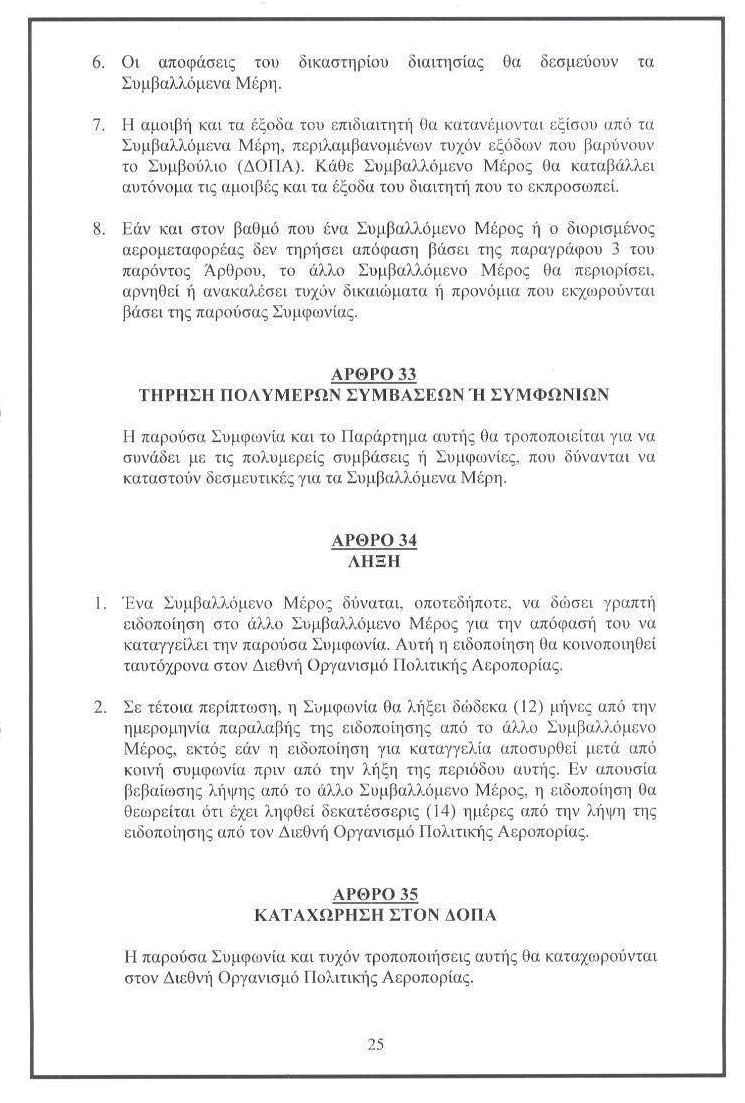 6. Οι αποφάσεις του δικαστηρίου διαιτησίας θα δεσμεύουν τα
Συμβαλλόμενα Μέρη.
7. Η αμοιβή και τα έξοδα του επιδιαιτητή θα κατανέμονται εξίσου από τα
Συμβαλλόμενα Μέρη, περιλαμβανομένων τυχόν εξόδων που βαρύνουν
το Συμβούλιο (ΔΟΠΑ). Κάθε Συμβαλλόμενο Μέρος θα καταβάλλει
αυτόνομα τις αμοιβές και τα έξοδα του διαιτητή που το εκπροσωπεί.
8. Εάν και στον βαθμό που ένα Συμβαλλόμενο Μέρος ή ο διορισμένος
αερομεταφορέας δεν τηρήσει απόφαση βάσει της παραγράφου 3 του
παρόντος Άρθρου, το άλλο Συμβαλλόμενο Μέρος θα περιορίσει,
αρνηθεί ή ανακαλέσει τυχόν δικαιώματα ή προνόμια που εκχωρούνται
βάσει της παρούσας Συμφωνίας.
ΑΡΘΡΟ 33
ΤΗΡΗΣΗ ΠΟΛΥΜΕΡΩΝ ΣΥΜΒΑΣΕΩΝ Ή ΣΥΜΦΩΝΙΩΝ
Η παρούσα Συμφωνία και το Παράρτημα αυτής θα τροποποιείται για να
συνάδει με τις πολυμερείς συμβάσεις ή Συμφωνίες, που δύνανται να
καταστούν δεσμευτικές για τα Συμβαλλόμενα Μέρη.
ΑΡΘΡΟ 34
ΛΗΞΗ
1. Ένα Συμβαλλόμενο Μέρος δύναται, οποτεδήποτε, να δώσει γραπτή
ειδοποίηση στο άλλο Συμβαλλόμενο Μέρος για την απόφασή του να
καταγγείλει την παρούσα Συμφωνία. Αυτή η ειδοποίηση θα κοινοποιηθεί
ταυτόχρονα στον Διεθνή Οργανισμό Πολιτικής Αεροπορίας.
2. Σε τέτοια περίπτωση, η Συμφωνία θα λήξει δώδεκα (12) μήνες από την
ημερομηνία παραλαβής της ειδοποίησης από το άλλο Συμβαλλόμενο
Μέρος, εκτός εάν η ειδοποίηση για καταγγελία αποσυρθεί μετά από
κοινή συμφωνία πριν από την λήξη της περιόδου αυτής. Εν απουσία
βεβαίωσης λήψης από το άλλο Συμβαλλόμενο Μέρος, η ειδοποίηση θα
θεωρείται ότι έχει ληφθεί δεκατέσσερις (14) ημέρες από την λήψη της
ειδοποίησης από τον Διεθνή Οργανισμό Πολιτικής Αεροπορίας.
ΑΡΘΡΟ 35
ΚΑΤΑΧΩΡΗΣΗ ΣΤΟΝ ΔΟΠΑ
Η παρούσα Συμφωνία και τυχόν τροποποιήσεις αυτής θα καταχωρούνται
στον Διεθνή Οργανισμό Πολιτικής Αεροπορίας.
25